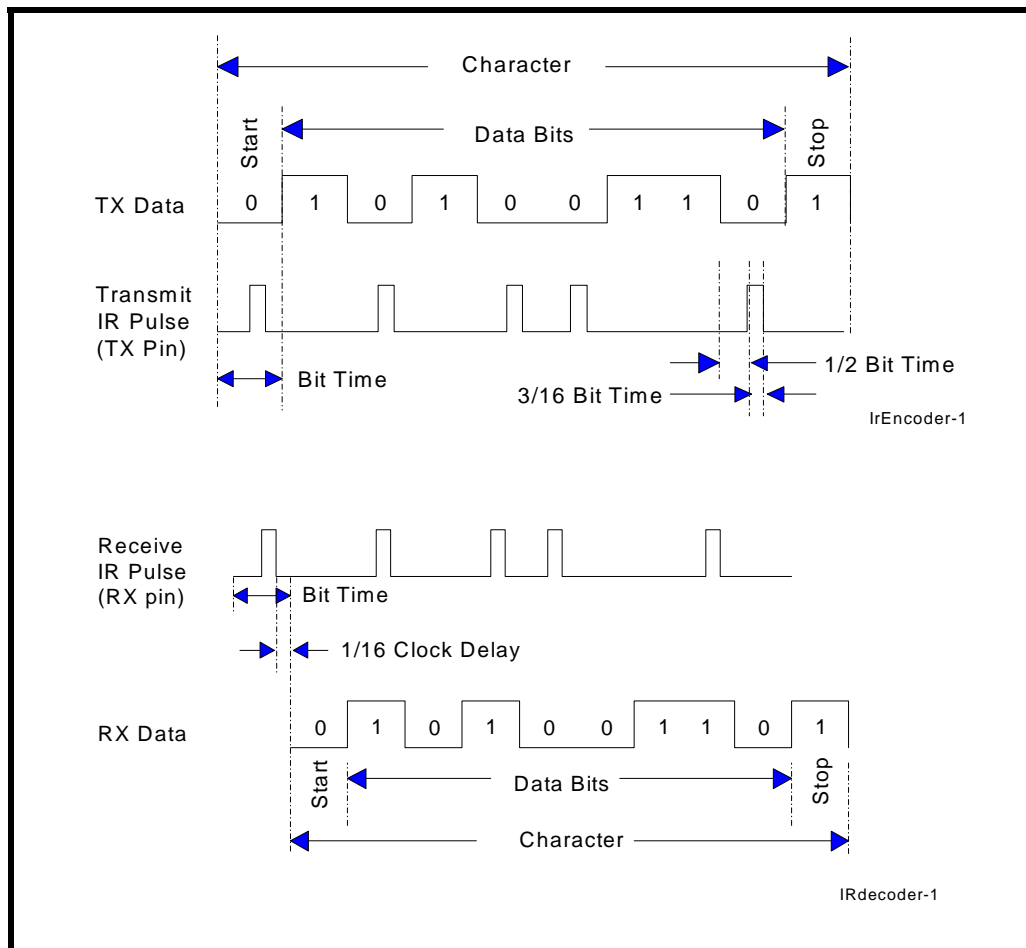 Character
Start
Data Bits
Stop
TX Data
0 1 0 1 0 0 1 1 0 1
Transmit
IR Pulse
(TX Pin)
Bit Time
1/2 Bit Time
3/16 Bit Time
IrEncoder-1
Receive
IR Pulse
(RX pin)
Bit Time
1/16 Clock Delay
RX Data
0 1 0 1 0 0 1 1 0 1
Start
Data Bits
Stop
Character
IRdecoder-1